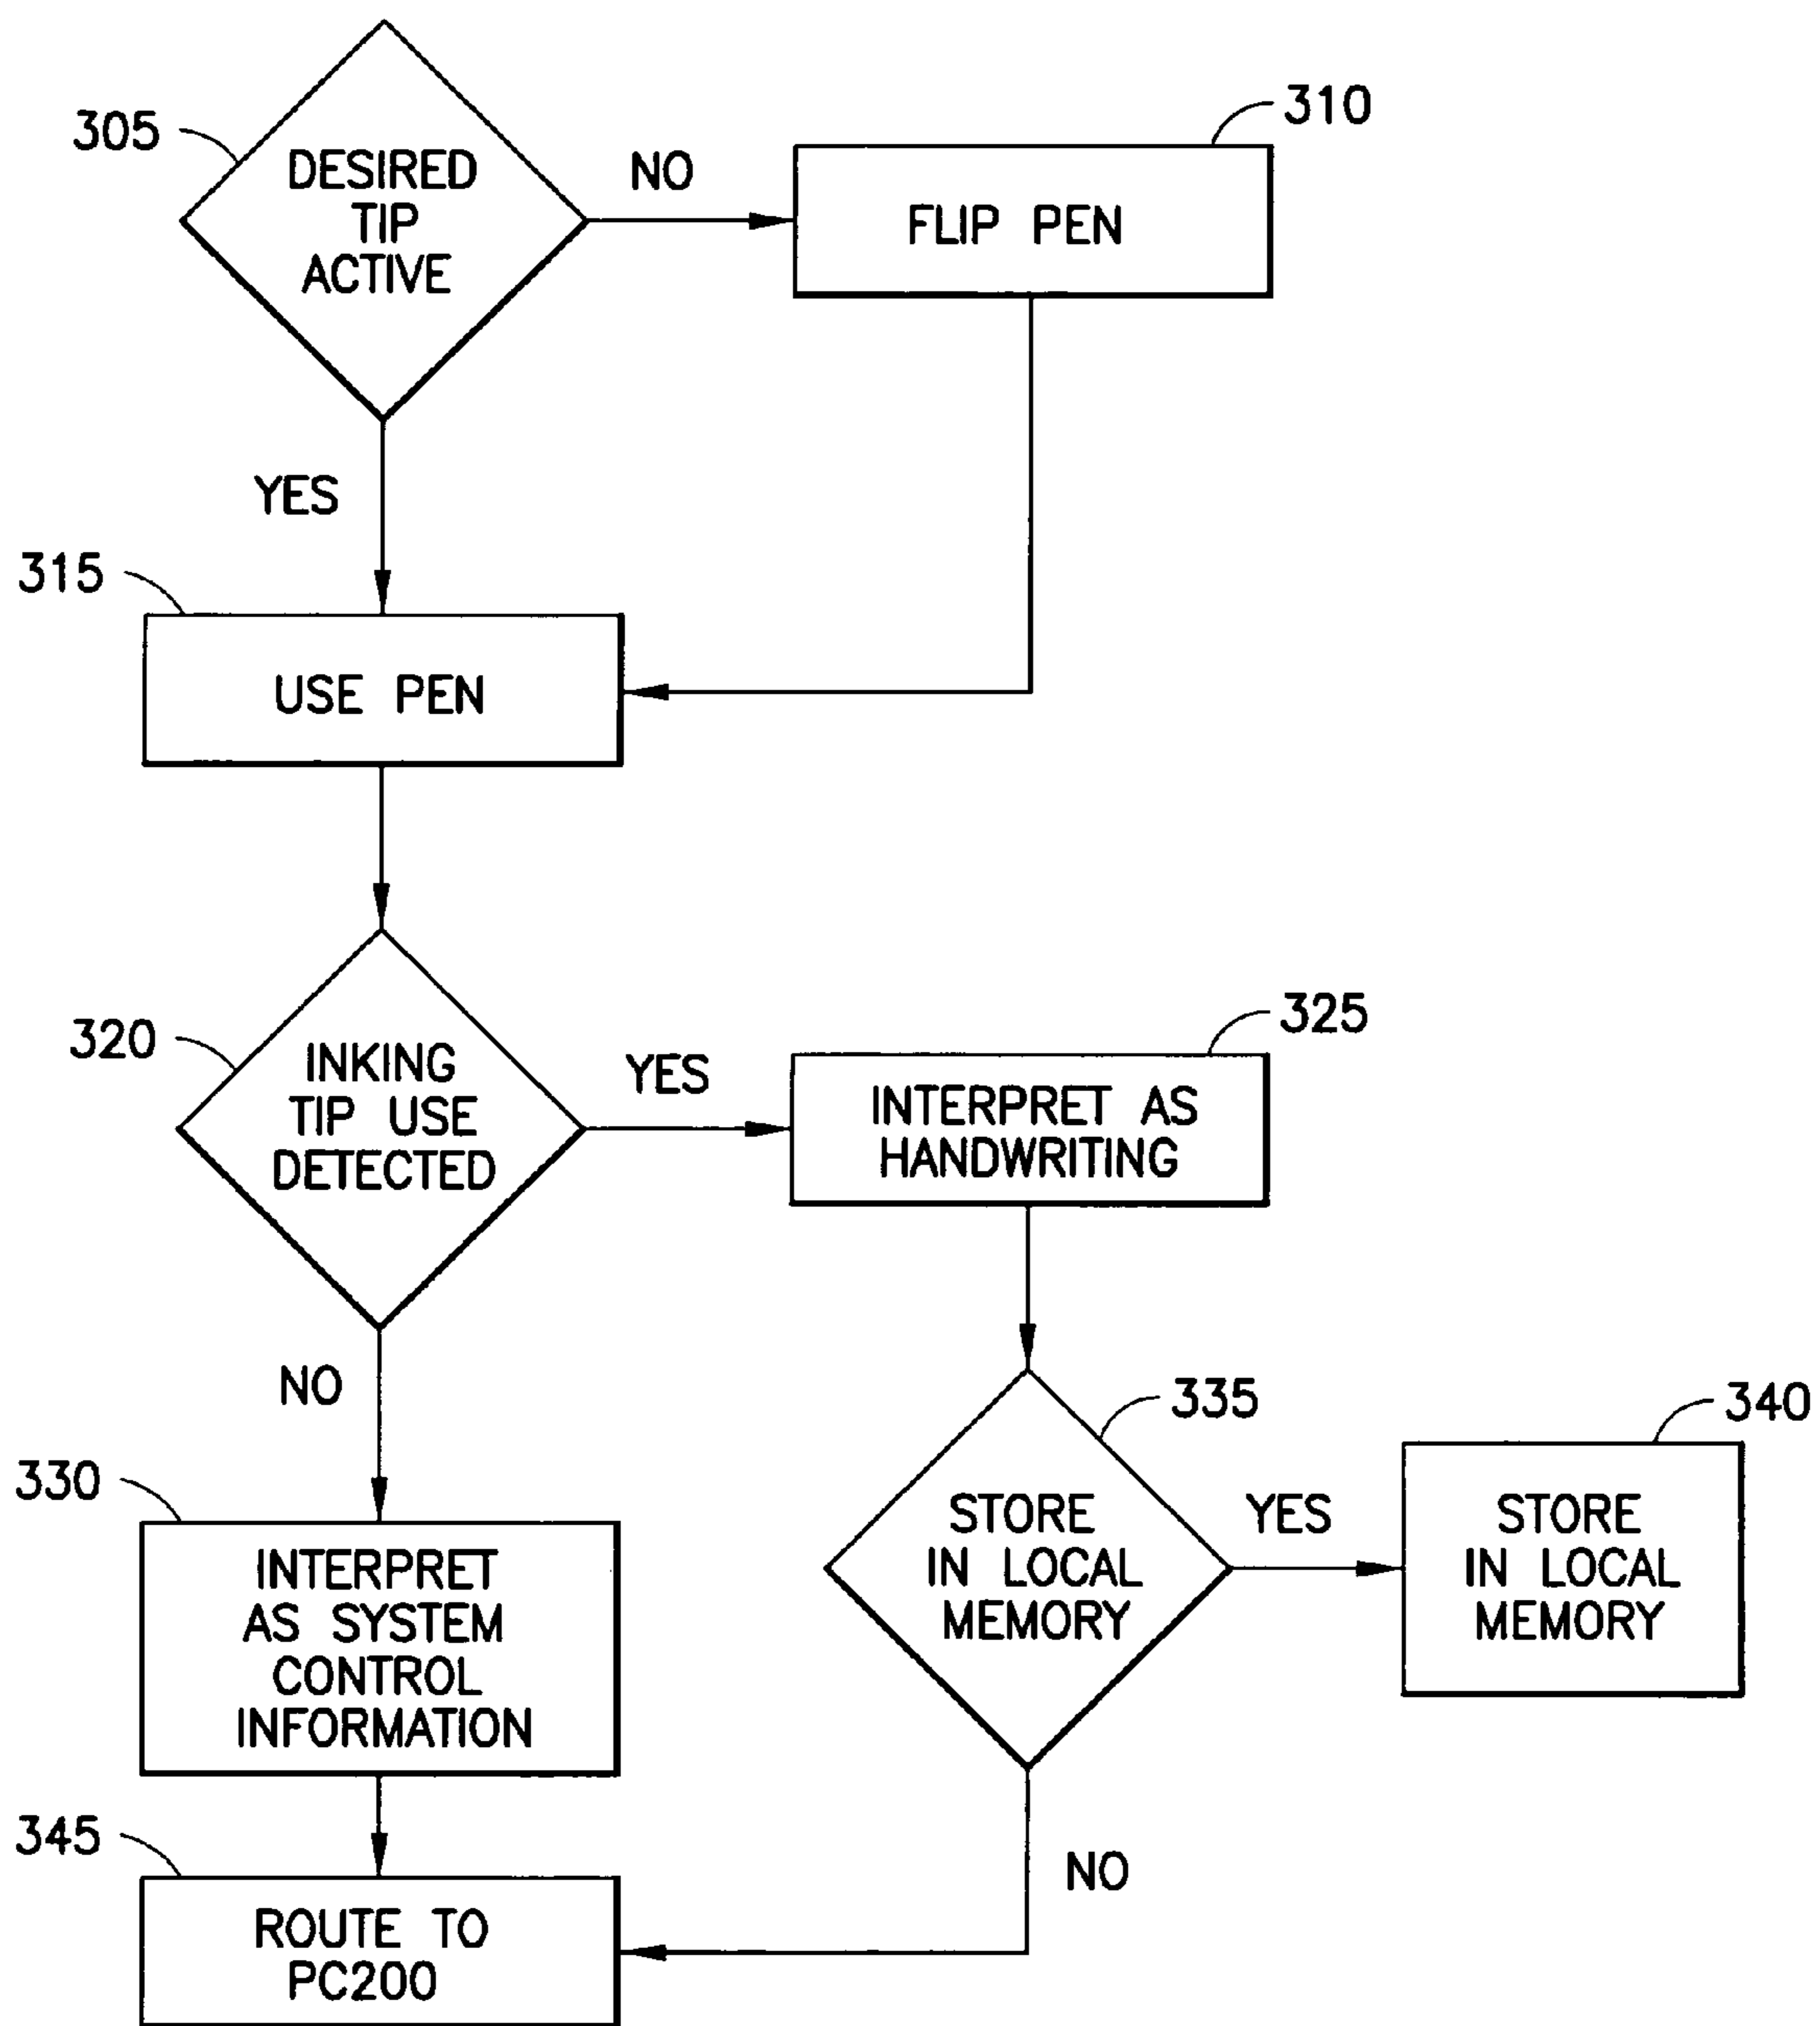 305
DESIRED
TIP
ACTIVE
NO
310
FLIP PEN
YES
315
USE PEN
320
INKING
TIP USE
DETECTED
YES
325
INTERPRET AS
HANDWRITING
NO
330
INTERPRET
AS SYSTEM
CONTROL
INFORMATION
335
STORE
IN LOCAL
MEMORY
YES
340
STORE
IN LOCAL
MEMORY
NO
345
ROUTE TO
PC200